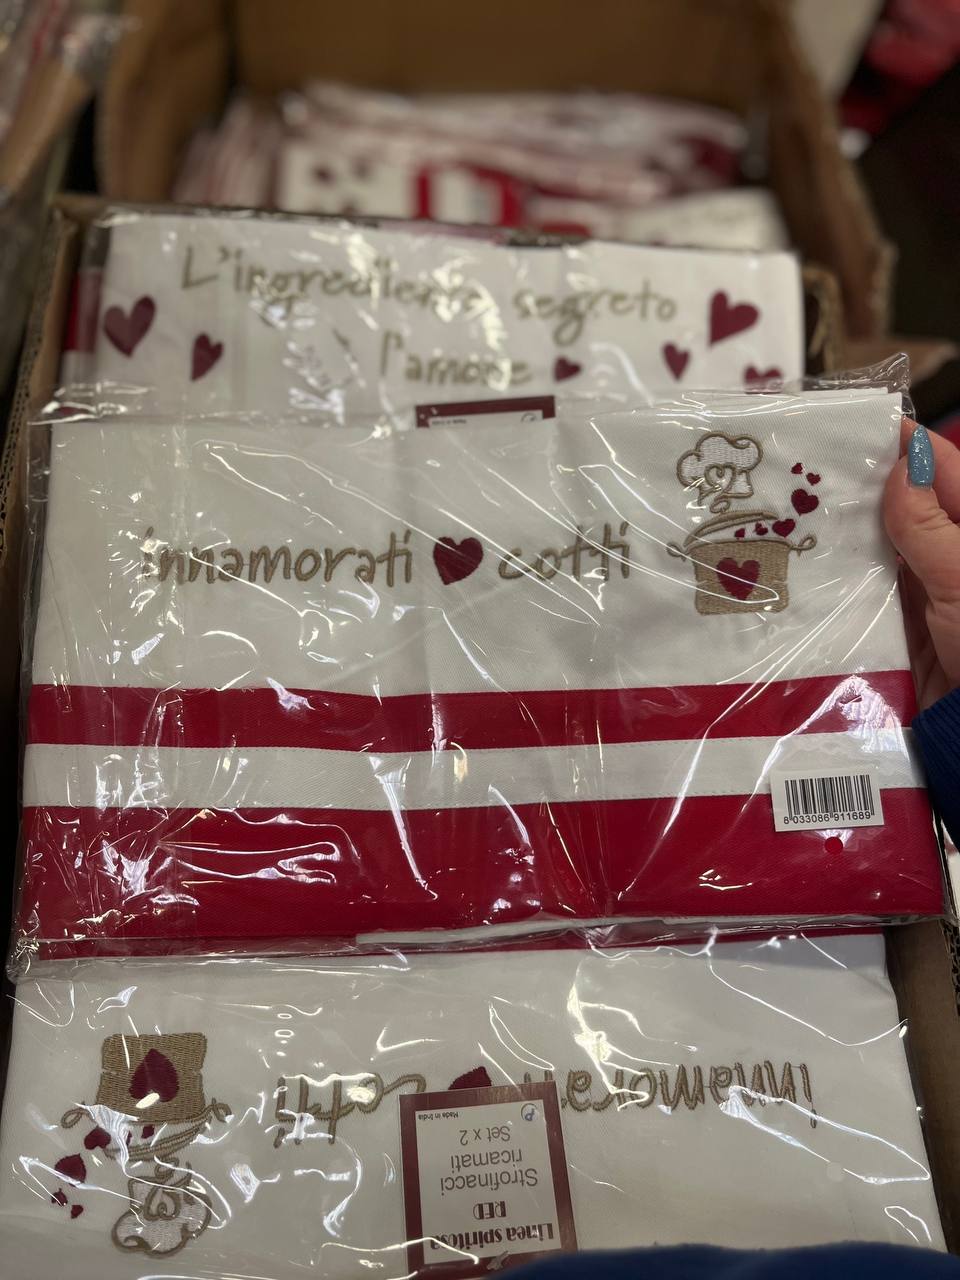 L'ingrediente segreto
l'amore
innamorati cotti
8 033086 911689
innamorati cotti
Linea spiritosa
RED
Strofinacci
ricamati
Set x 2
Made in India